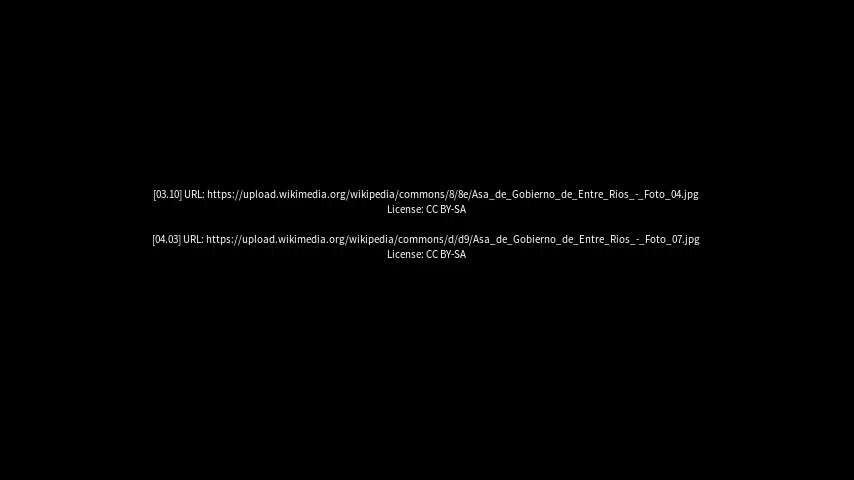 [03.10] URL: https://upload.wikimedia.org/wikipedia/commons/8/8e/Asa_de_Gobierno_de_Entre_Rios_-_Foto_04.jpg
License: CC BY-SA
[04.03] URL: https://upload.wikimedia.org/wikipedia/commons/d/d9/Asa_de_Gobierno_de_Entre_Rios_-_Foto_07.jpg
License: CC BY-SA